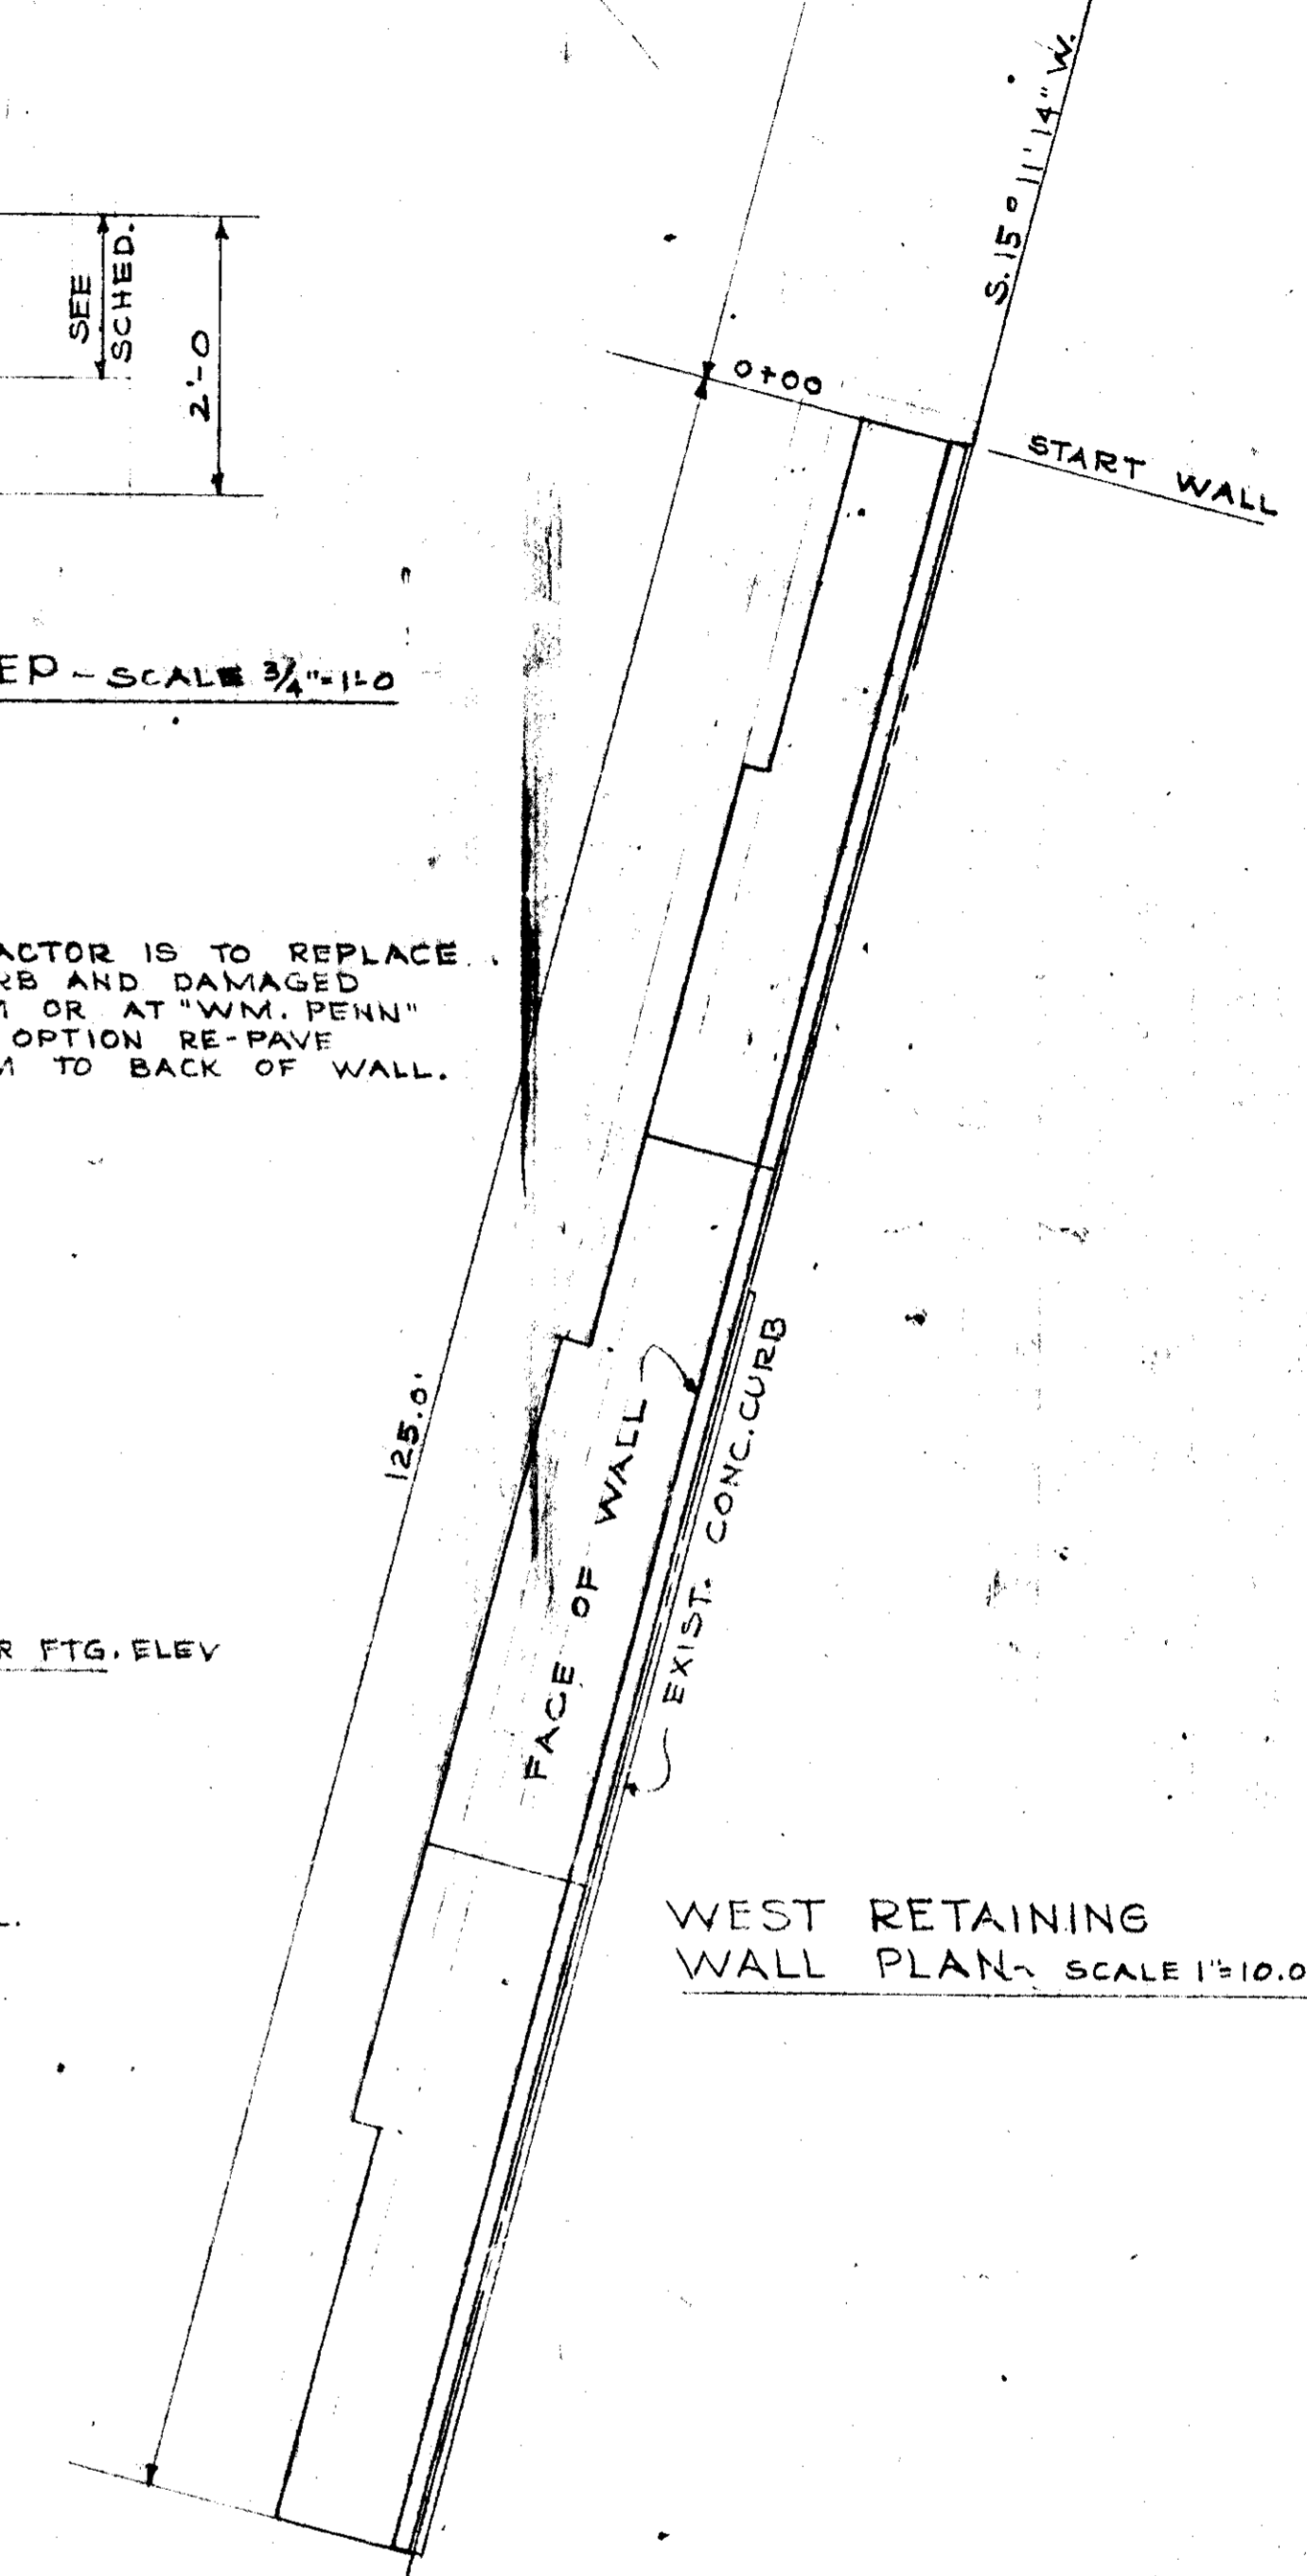 S. 15° 11' 14" W.
SEE
SCHED.
2'-0
0+00
START WALL
EP - SCALE 3/4"=1'-0
ACTOR IS TO REPLACE
RB AND DAMAGED
M OR AT "WM. PENN"
OPTION RE-PAVE
M TO BACK OF WALL.
125.0'
FACE OF WALL
EXIST. CONC. CURB
R FTG. ELEV
L.
WEST RETAINING
WALL PLAN - SCALE 1"=10.0